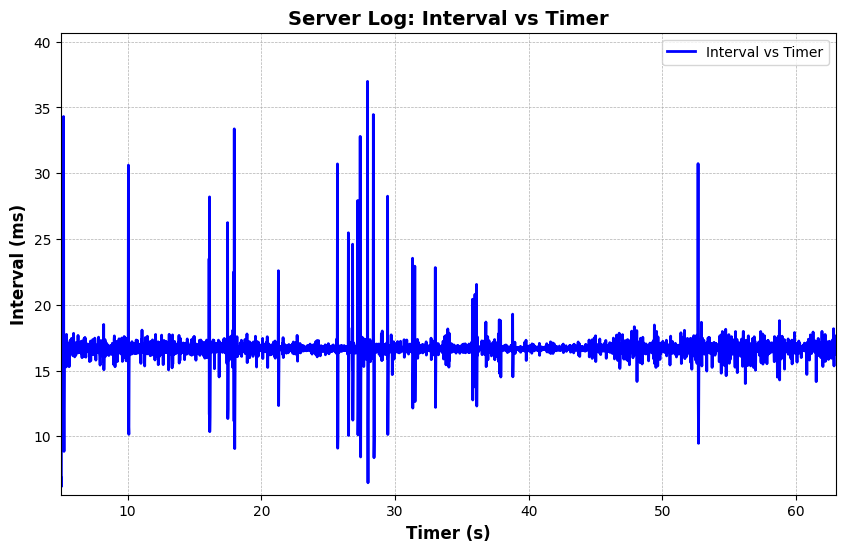 Server Log: Interval vs Timer
Interval vs Timer
40
35
30
25
20
15
10
Interval (ms)
10 20 30 40 50 60
Timer (s)